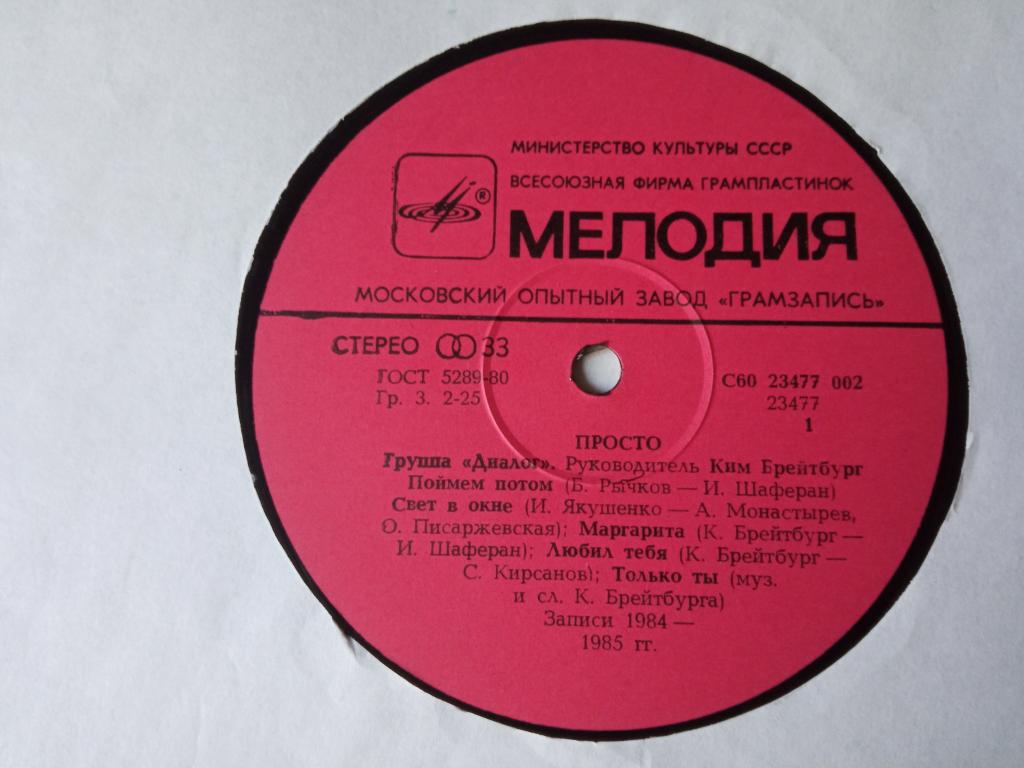 МИНИСТЕРСТВО КУЛЬТУРЫ СССР
ВСЕСОЮЗНАЯ ФИРМА ГРАМПЛАСТИНОК
®
МЕЛОДИЯ
МОСКОВСКИЙ ОПЫТНЫЙ ЗАВОД «ГРАМЗАПИСЬ»
СТЕРЕО 33
ГОСТ 5289-80
Гр. 3. 2-25
С60 23477 002
23477
1
ПРОСТО
Группа «Диалог». Руководитель Ким Брейтбург
Поймем потом (Б. Рычков — И. Шаферан)
Свет в окне (И. Якушенко — А. Монастырев,
О. Писаржевская); Маргарита (К. Брейтбург —
И. Шаферан); Любил тебя (К. Брейтбург —
С. Кирсанов); Только ты (муз.
и сл. К. Брейтбурга)
Записи 1984 —
1985 гг.